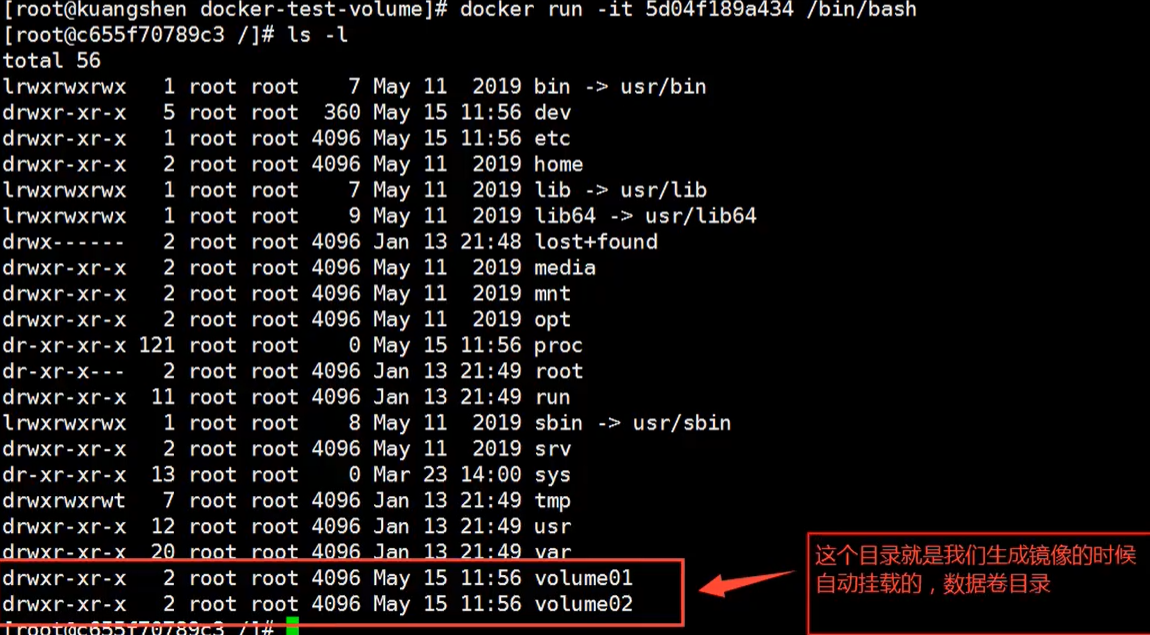 [root@kuangshen docker-test-volume]# docker run -it 5d04f189a434 /bin/bash
[root@c655f70789c3 /]# ls -l
total 56
lrwxrwxrwx   1 root root    7 May 11  2019 bin -> usr/bin
drwxr-xr-x   5 root root  360 May 15 11:56 dev
drwxr-xr-x   1 root root 4096 May 15 11:56 etc
drwxr-xr-x   2 root root 4096 May 11  2019 home
lrwxrwxrwx   1 root root    7 May 11  2019 lib -> usr/lib
lrwxrwxrwx   1 root root    9 May 11  2019 lib64 -> usr/lib64
drwx------   2 root root 4096 Jan 13 21:48 lost+found
drwxr-xr-x   2 root root 4096 May 11  2019 media
drwxr-xr-x   2 root root 4096 May 11  2019 mnt
drwxr-xr-x   2 root root 4096 May 11  2019 opt
dr-xr-xr-x 121 root root    0 May 15 11:56 proc
dr-xr-x---   2 root root 4096 Jan 13 21:49 root
drwxr-xr-x  11 root root 4096 Jan 13 21:49 run
lrwxrwxrwx   1 root root    8 May 11  2019 sbin -> usr/sbin
drwxr-xr-x   2 root root 4096 May 11  2019 srv
dr-xr-xr-x  13 root root    0 Mar 23 14:00 sys
drwxrwxrwt   7 root root 4096 Jan 13 21:49 tmp
drwxr-xr-x  12 root root 4096 Jan 13 21:49 usr
drwxr-xr-x  20 root root 4096 Jan 13 21:49 var
drwxr-xr-x   2 root root 4096 May 15 11:56 volume01
drwxr-xr-x   2 root root 4096 May 15 11:56 volume02
[root@c655f70789c3 /]#
这个目录就是我们生成镜像的时候
自动挂载的，数据卷目录